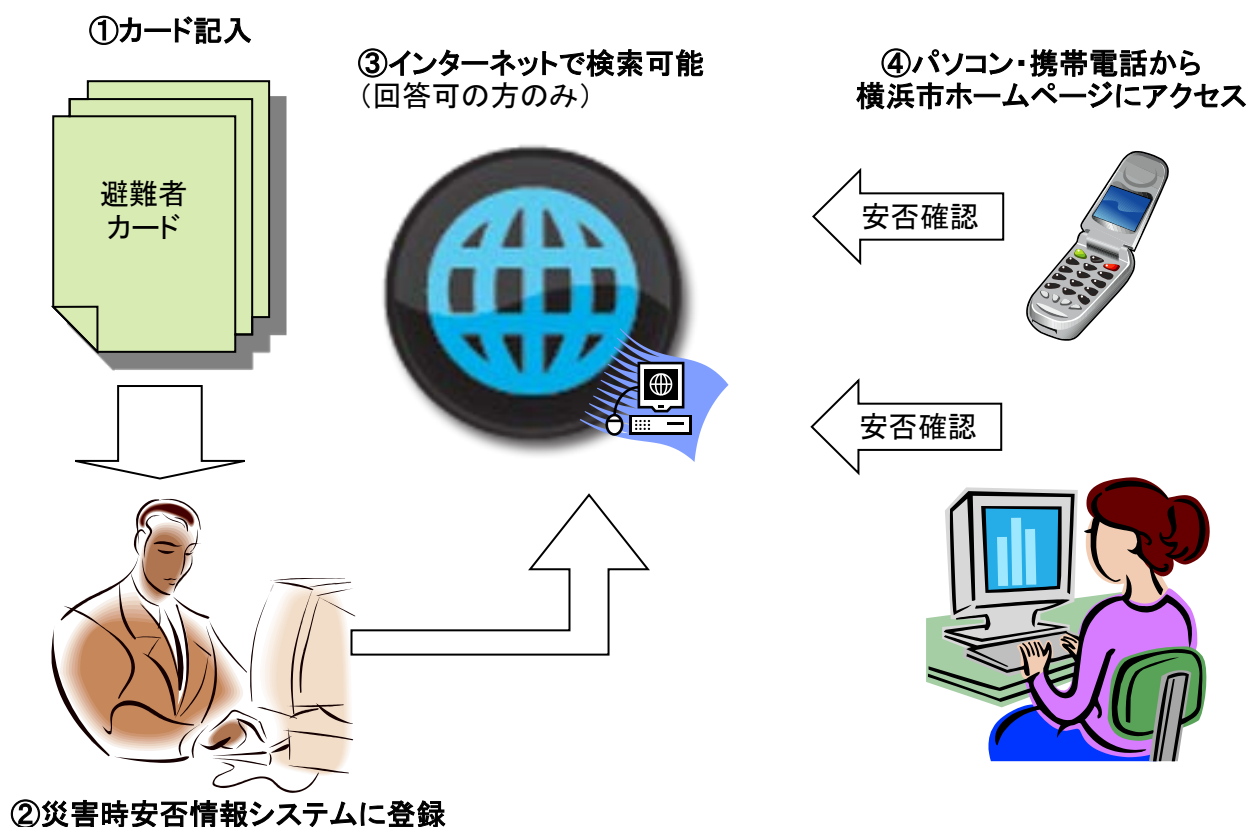 ①カード記入
避難者
カード
②災害時安否情報システムに登録
③インターネットで検索可能
（回答可の方のみ）
④パソコン・携帯電話から
横浜市ホームページにアクセス
安否確認
安否確認